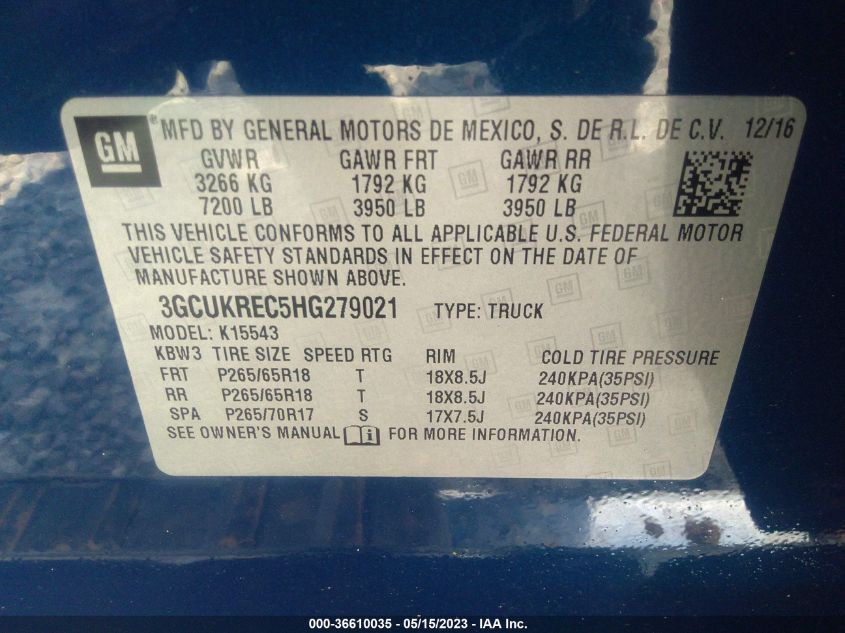 GM ® MFD BY GENERAL MOTORS DE MEXICO, S. DE R.L. DE C.V. 12/16
GVWR GAWR FRT GAWR RR
3266 KG 1792 KG 1792 KG
7200 LB 3950 LB 3950 LB
THIS VEHICLE CONFORMS TO ALL APPLICABLE U.S. FEDERAL MOTOR
VEHICLE SAFETY STANDARDS IN EFFECT ON THE DATE OF
MANUFACTURE SHOWN ABOVE.
3GCUKREC5HG279021 TYPE: TRUCK
MODEL: K15543
KBW3 TIRE SIZE SPEED RTG RIM COLD TIRE PRESSURE
FRT P265/65R18 T 18X8.5J 240KPA(35PSI)
RR P265/65R18 T 18X8.5J 240KPA(35PSI)
SPA P265/70R17 S 17X7.5J 240KPA(35PSI)
SEE OWNER'S MANUAL i FOR MORE INFORMATION.
000-36610035 - 05/15/2023 - IAA Inc.